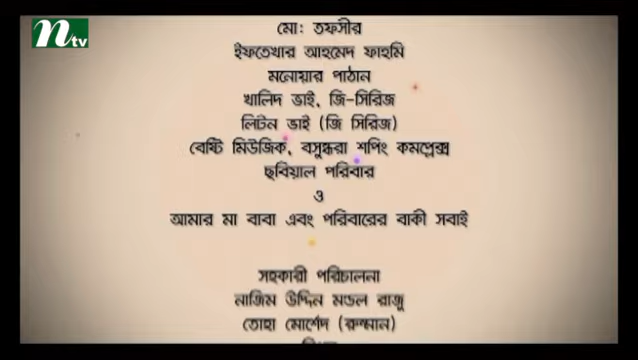 ntv
মো: তফসীর
ইফতেখার আহমেদ ফাহমি
মনোয়ার পাঠান
খালিদ ভাই, জি-সিরিজ
লিটন ভাই (জি সিরিজ)
বেষ্টি মিউজিক, বসুন্ধরা শপিং কমপ্লেক্স
ছবিয়াল পরিবার
ও
আমার মা বাবা এবং পরিবারের বাকী সবাই
সহকারী পরিচালনা
নাজিম উদ্দিন মন্ডল রাজু
তোহা মোর্শেদ (রুম্মান)